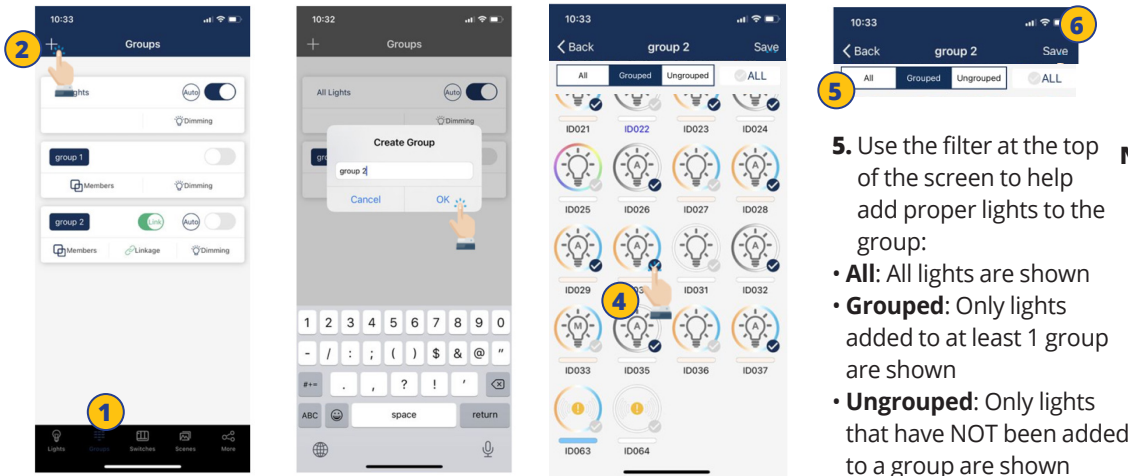 10:33
2
+
Groups
Lights
Auto
Dimming
group 1
Members
Dimming
group 2
Link
Auto
Members
Linkage
Dimming
1
Lights
Groups
Switches
Scenes
More
10:32
+
Groups
All Lights
Auto
Dimming
Create Group
group 2
Cancel
OK
1 2 3 4 5 6 7 8 9 0
- / : ; ( ) $ & @ "
#+= . , ? ! '
ABC space return
10:33
Back group 2 Save
All Grouped Ungrouped ALL
ID021 ID022 ID023 ID024
A
ID025 ID026 ID027 ID028
A A A
ID029 ID031 ID032
4
M A A
ID033 ID035 ID036 ID037
! !
ID063 ID064
10:33
6
Back group 2 Save
5
All Grouped Ungrouped ALL
5. Use the filter at the top
of the screen to help
add proper lights to the
group:
• All: All lights are shown
• Grouped: Only lights
added to at least 1 group
are shown
• Ungrouped: Only lights
that have NOT been added
to a group are shown